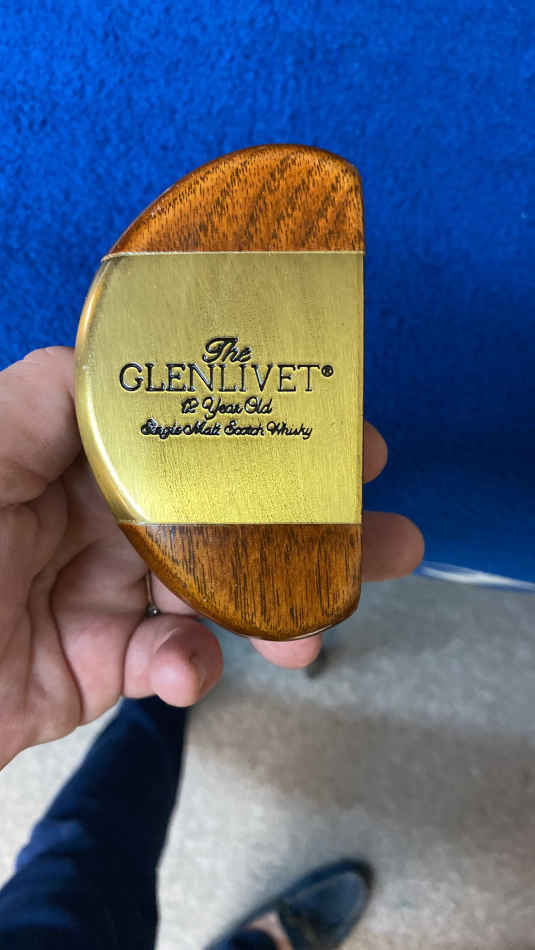 The
GLENLIVET®
12 Year Old
Single Malt Scotch Whisky